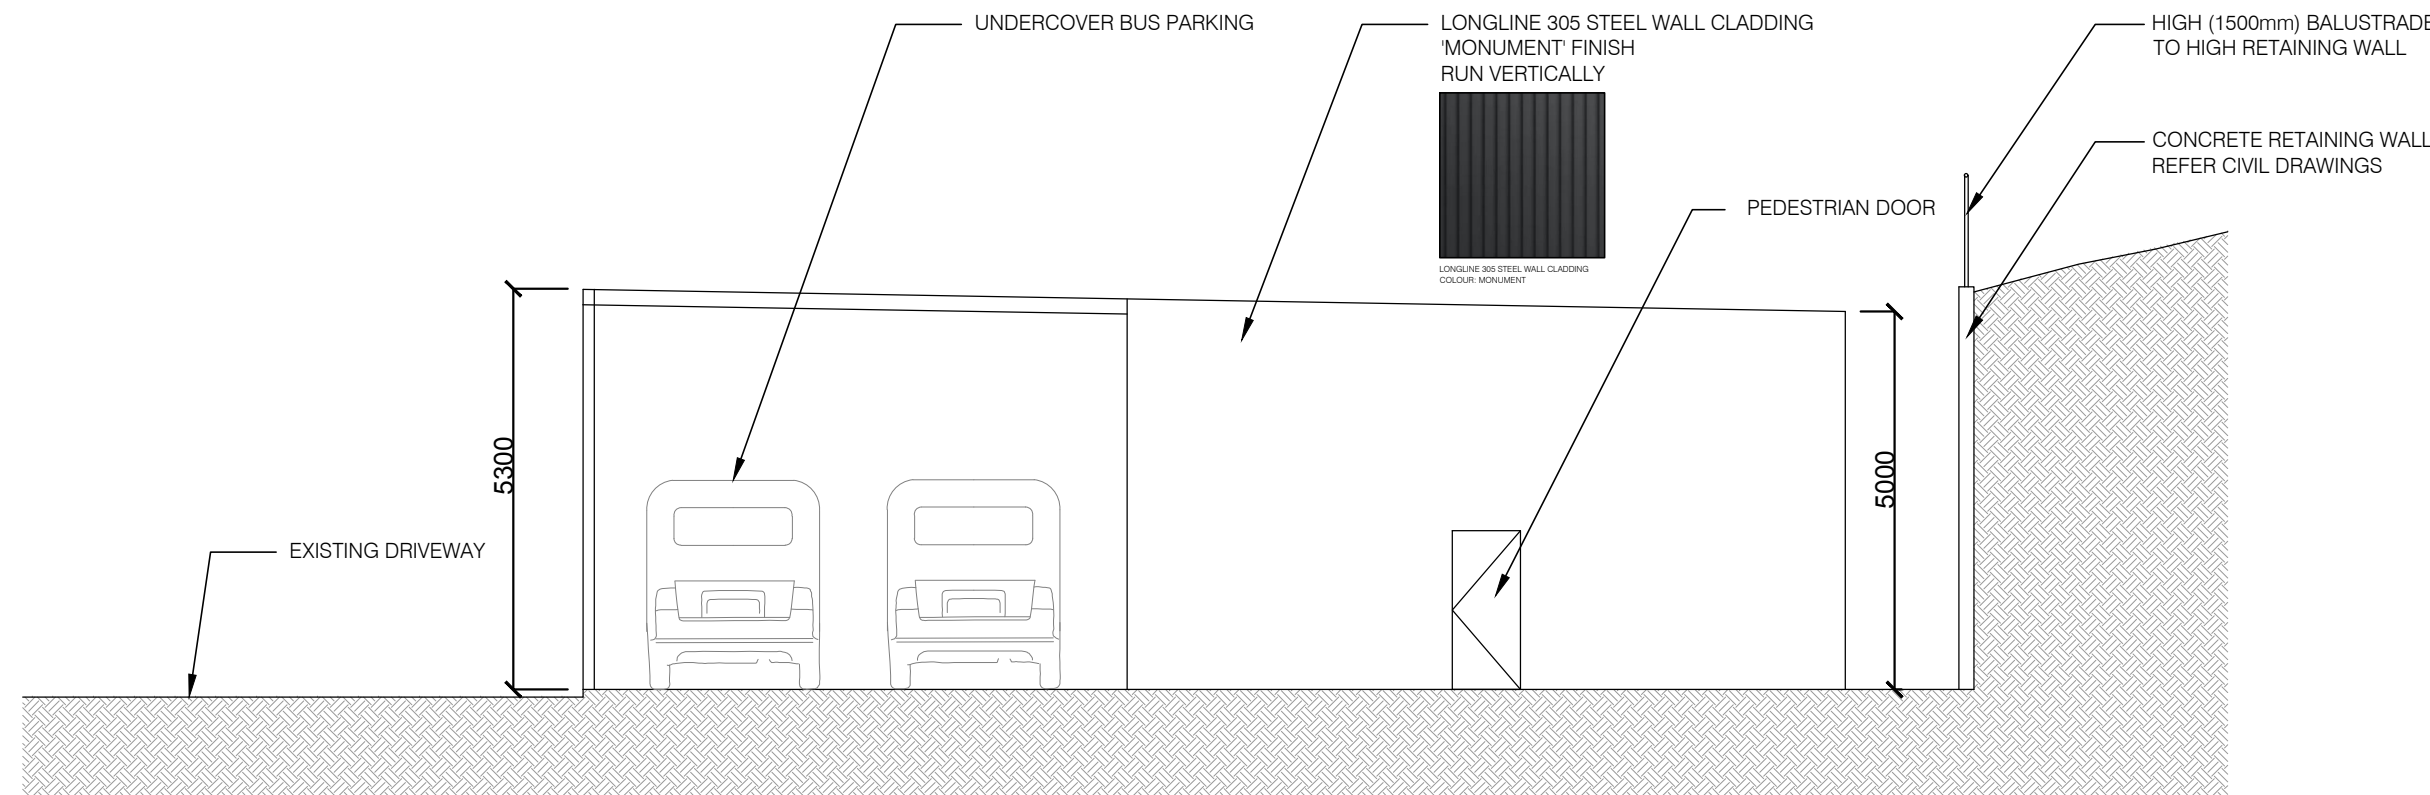 UNDERCOVER BUS PARKING
LONGLINE 305 STEEL WALL CLADDING
'MONUMENT' FINISH
RUN VERTICALLY
LONGLINE 305 STEEL WALL CLADDING
COLOUR: MONUMENT
HIGH (1500mm) BALUSTRADE
TO HIGH RETAINING WALL
CONCRETE RETAINING WALL
REFER CIVIL DRAWINGS
PEDESTRIAN DOOR
5300
5000
EXISTING DRIVEWAY